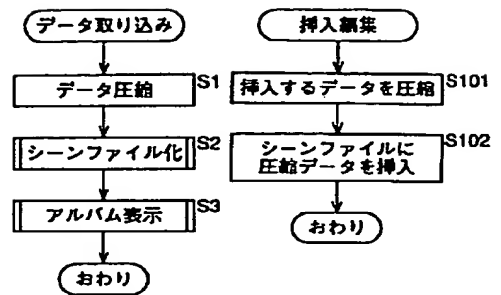 データ取り込み
データ圧縮
S1
シーンファイル化
S2
アルバム表示
S3
おわり
挿入編集
挿入するデータを圧縮
S101
シーンファイルに
圧縮データを挿入
S102
おわり